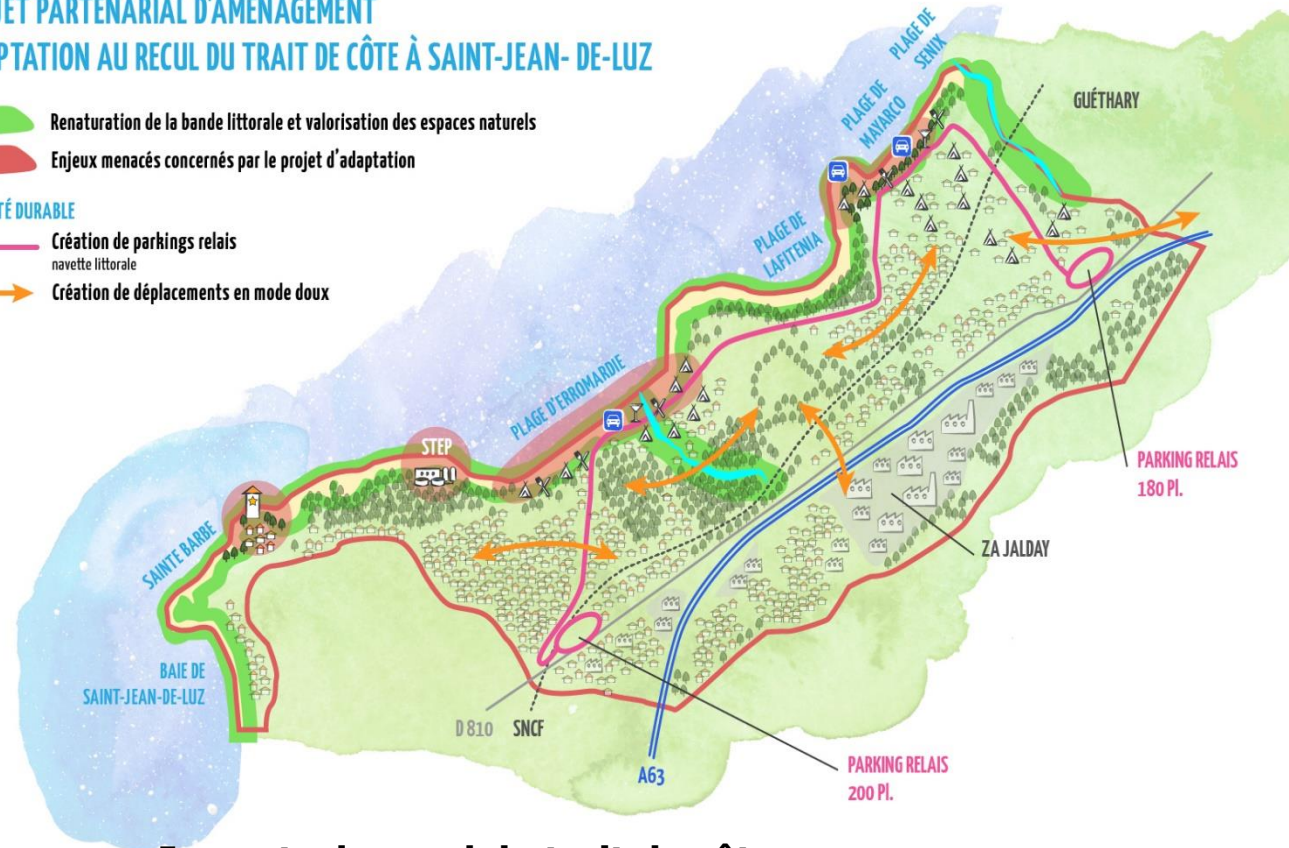 PARTENARIAL D'AMÉNAGEMENT
AU RECUL DU TRAIT DE CÔTE À SAINT-JEAN- DE-LUZ
Renaturation de la bande littorale et valorisation des espaces naturels
Enjeux menacés concernés par le projet d'adaptation
DURABLE
Création de parkings relais
navette littorale
Création de déplacements en mode doux
PLAGE DE
SENIX
PLAGE DE
MAYARCO
GUÉTHARY
PLAGE DE
LAFITENIA
PLAGE D'ERROMARDIE
STEP
SAINTE BARBE
BAIE DE
SAINT-JEAN-DE-LUZ
PARKING RELAIS
180 Pl.
ZA JALDAY
D 810
SNCF
A63
PARKING RELAIS
200 Pl.